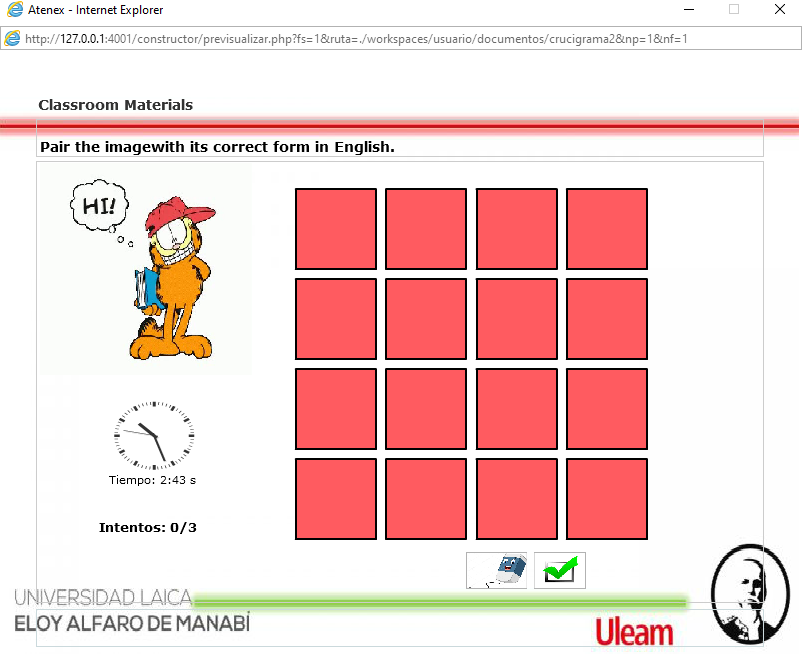 Atenex - Internet Explorer
http://127.0.0.1:4001/constructor/previsualizar.php?fs=1&ruta=./workspaces/usuario/documentos/crucigrama2&np=1&nf=1
Classroom Materials
Pair the imagewith its correct form in English.
HI!
Tiempo: 2:43 s
Intentos: 0/3
UNIVERSIDAD LAICA
ELOY ALFARO DE MANABÍ
Uleam